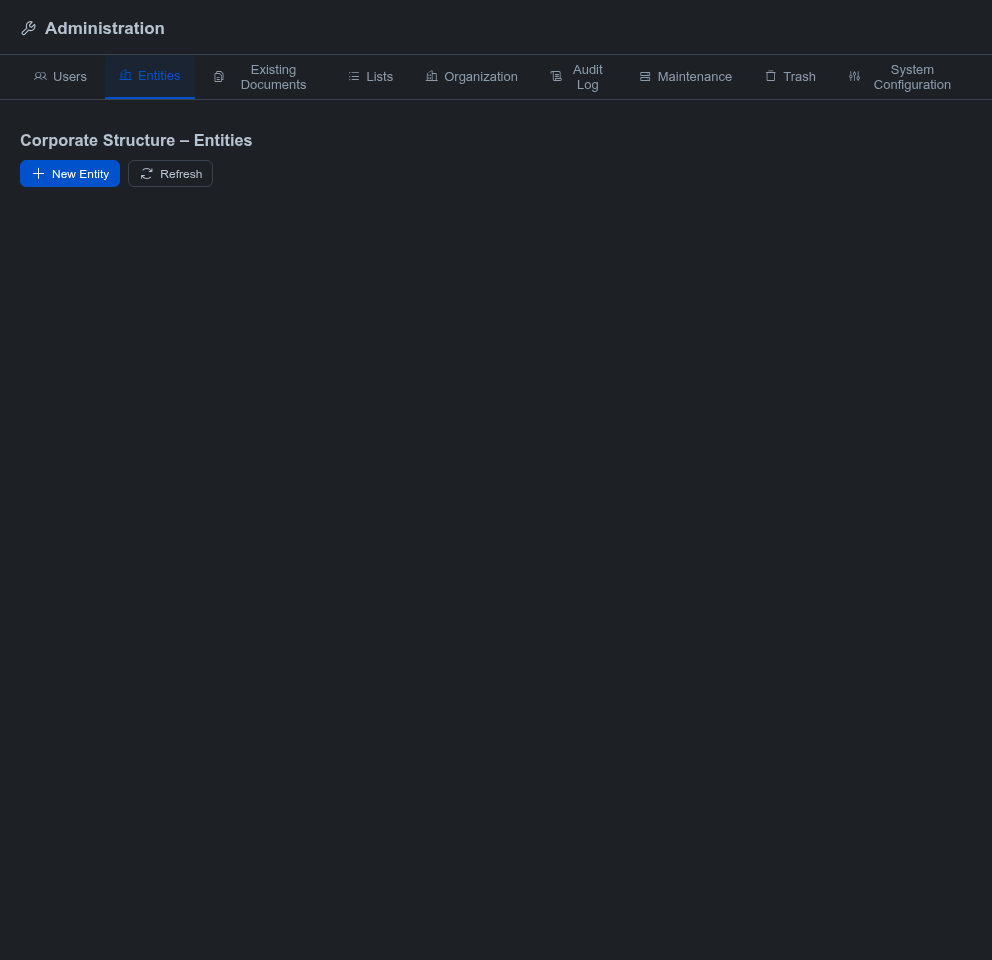 Administration
Users
Entities
Existing
Documents
Lists
Organization
Audit
Log
Maintenance
Trash
System
Configuration
Corporate Structure – Entities
New Entity
Refresh